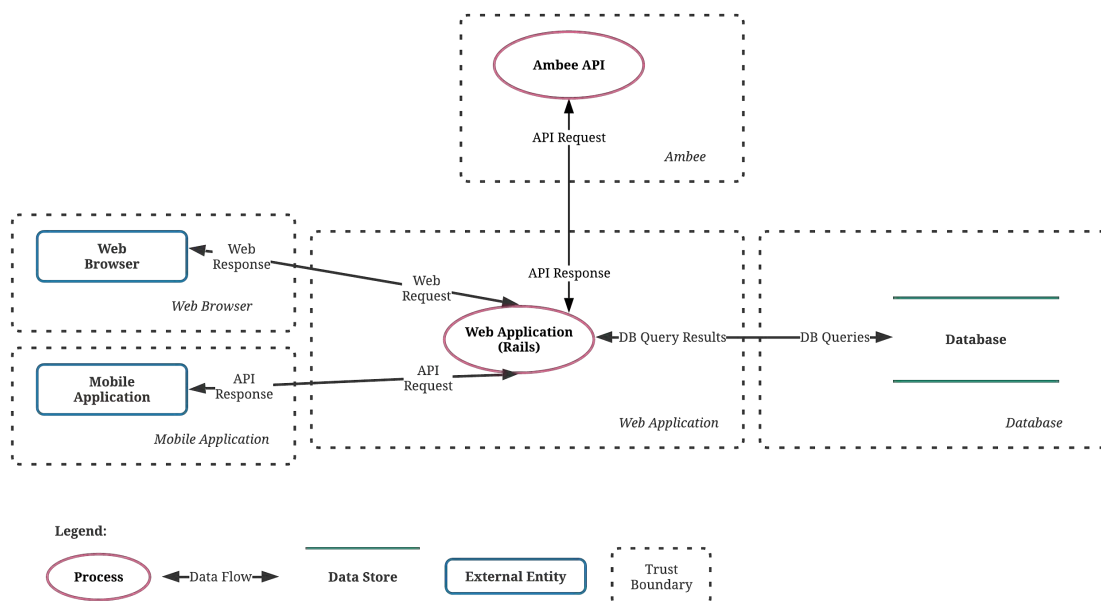 Ambee API
API Request
Ambee
Web
Browser
Web
Response
Web Browser
Web
Request
API Response
Web Application
(Rails)
DB Query Results
DB Queries
Database
Mobile
Application
API
Response
API
Request
Mobile Application
Web Application
Database
Legend:
Process
Data Flow
Data Store
External Entity
Trust
Boundary